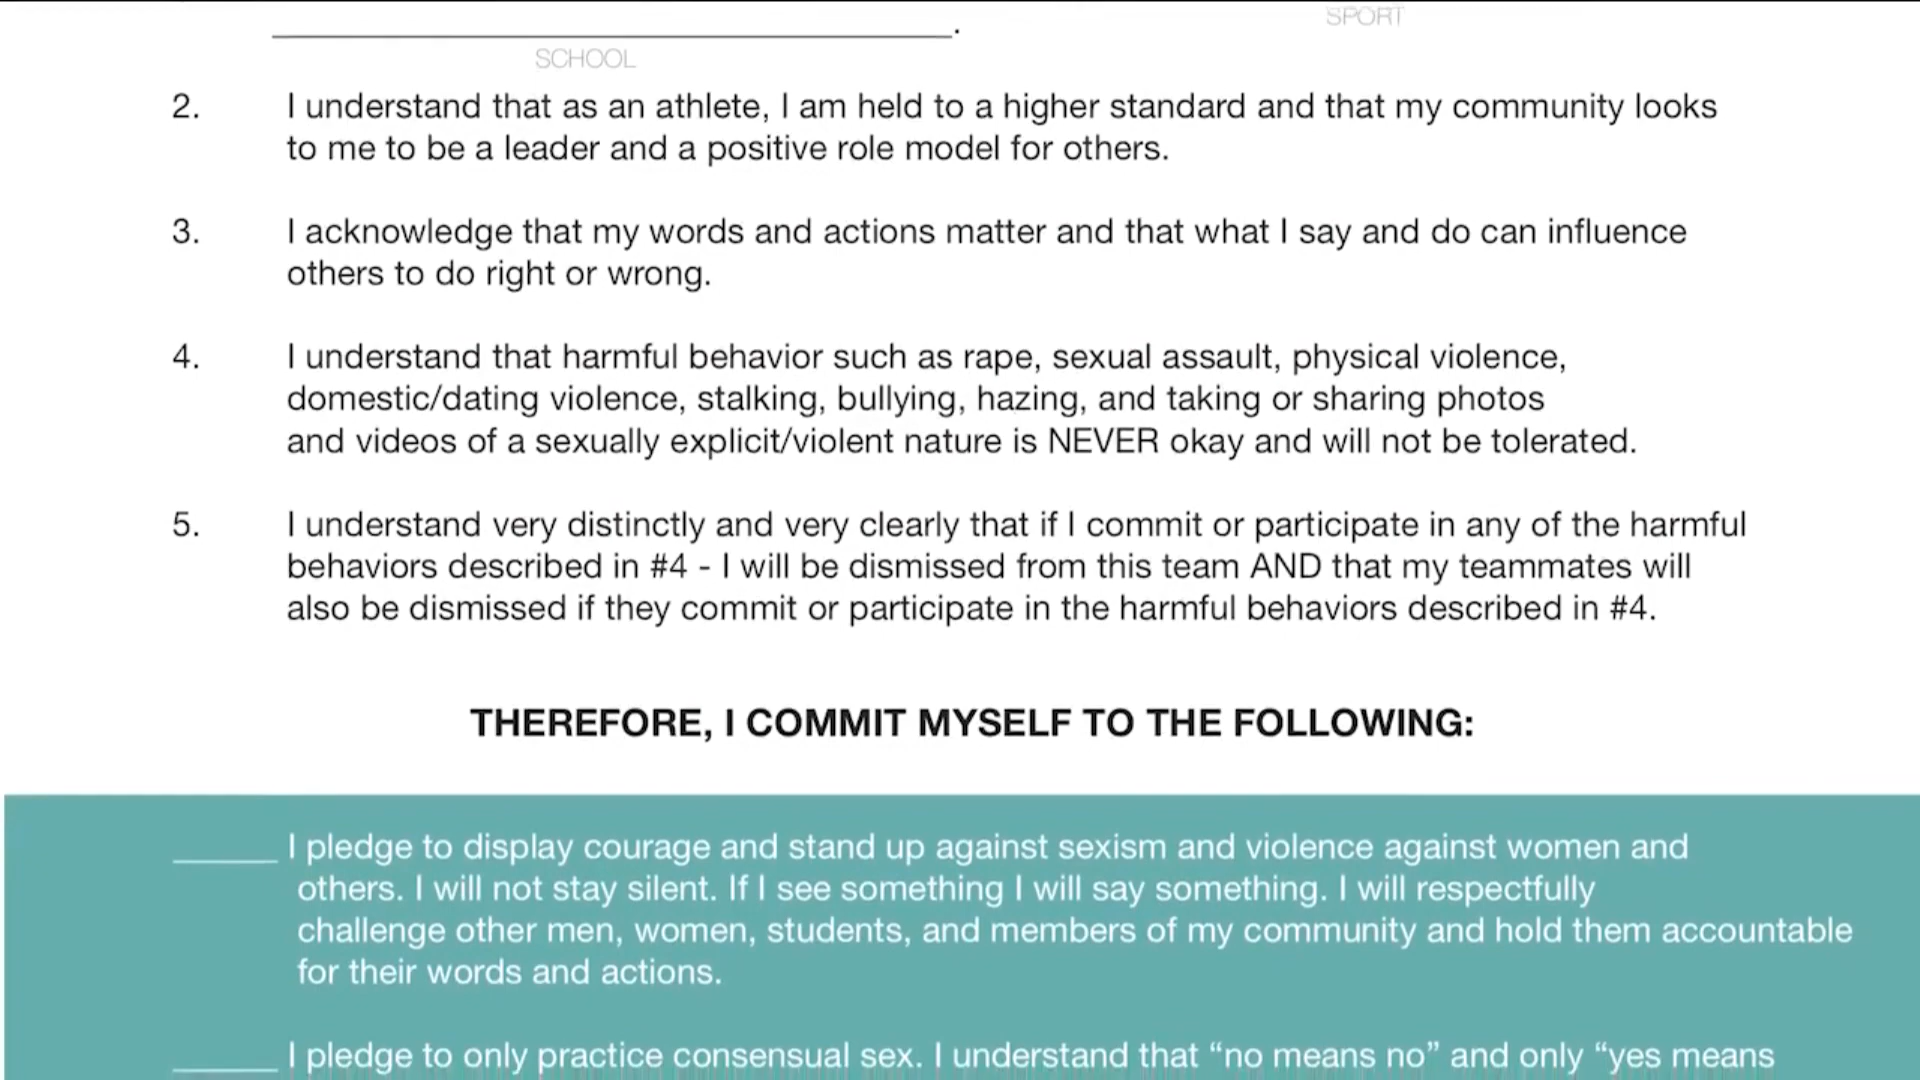 SPORT
.
SCHOOL
2. I understand that as an athlete, I am held to a higher standard and that my community looks
to me to be a leader and a positive role model for others.
3. I acknowledge that my words and actions matter and that what I say and do can influence
others to do right or wrong.
4. I understand that harmful behavior such as rape, sexual assault, physical violence,
domestic/dating violence, stalking, bullying, hazing, and taking or sharing photos
and videos of a sexually explicit/violent nature is NEVER okay and will not be tolerated.
5. I understand very distinctly and very clearly that if I commit or participate in any of the harmful
behaviors described in #4 - I will be dismissed from this team AND that my teammates will
also be dismissed if they commit or participate in the harmful behaviors described in #4.
THEREFORE, I COMMIT MYSELF TO THE FOLLOWING:
I pledge to display courage and stand up against sexism and violence against women and
others. I will not stay silent. If I see something I will say something. I will respectfully
challenge other men, women, students, and members of my community and hold them accountable
for their words and actions.
I pledge to only practice consensual sex. I understand that “no means no” and only “yes means